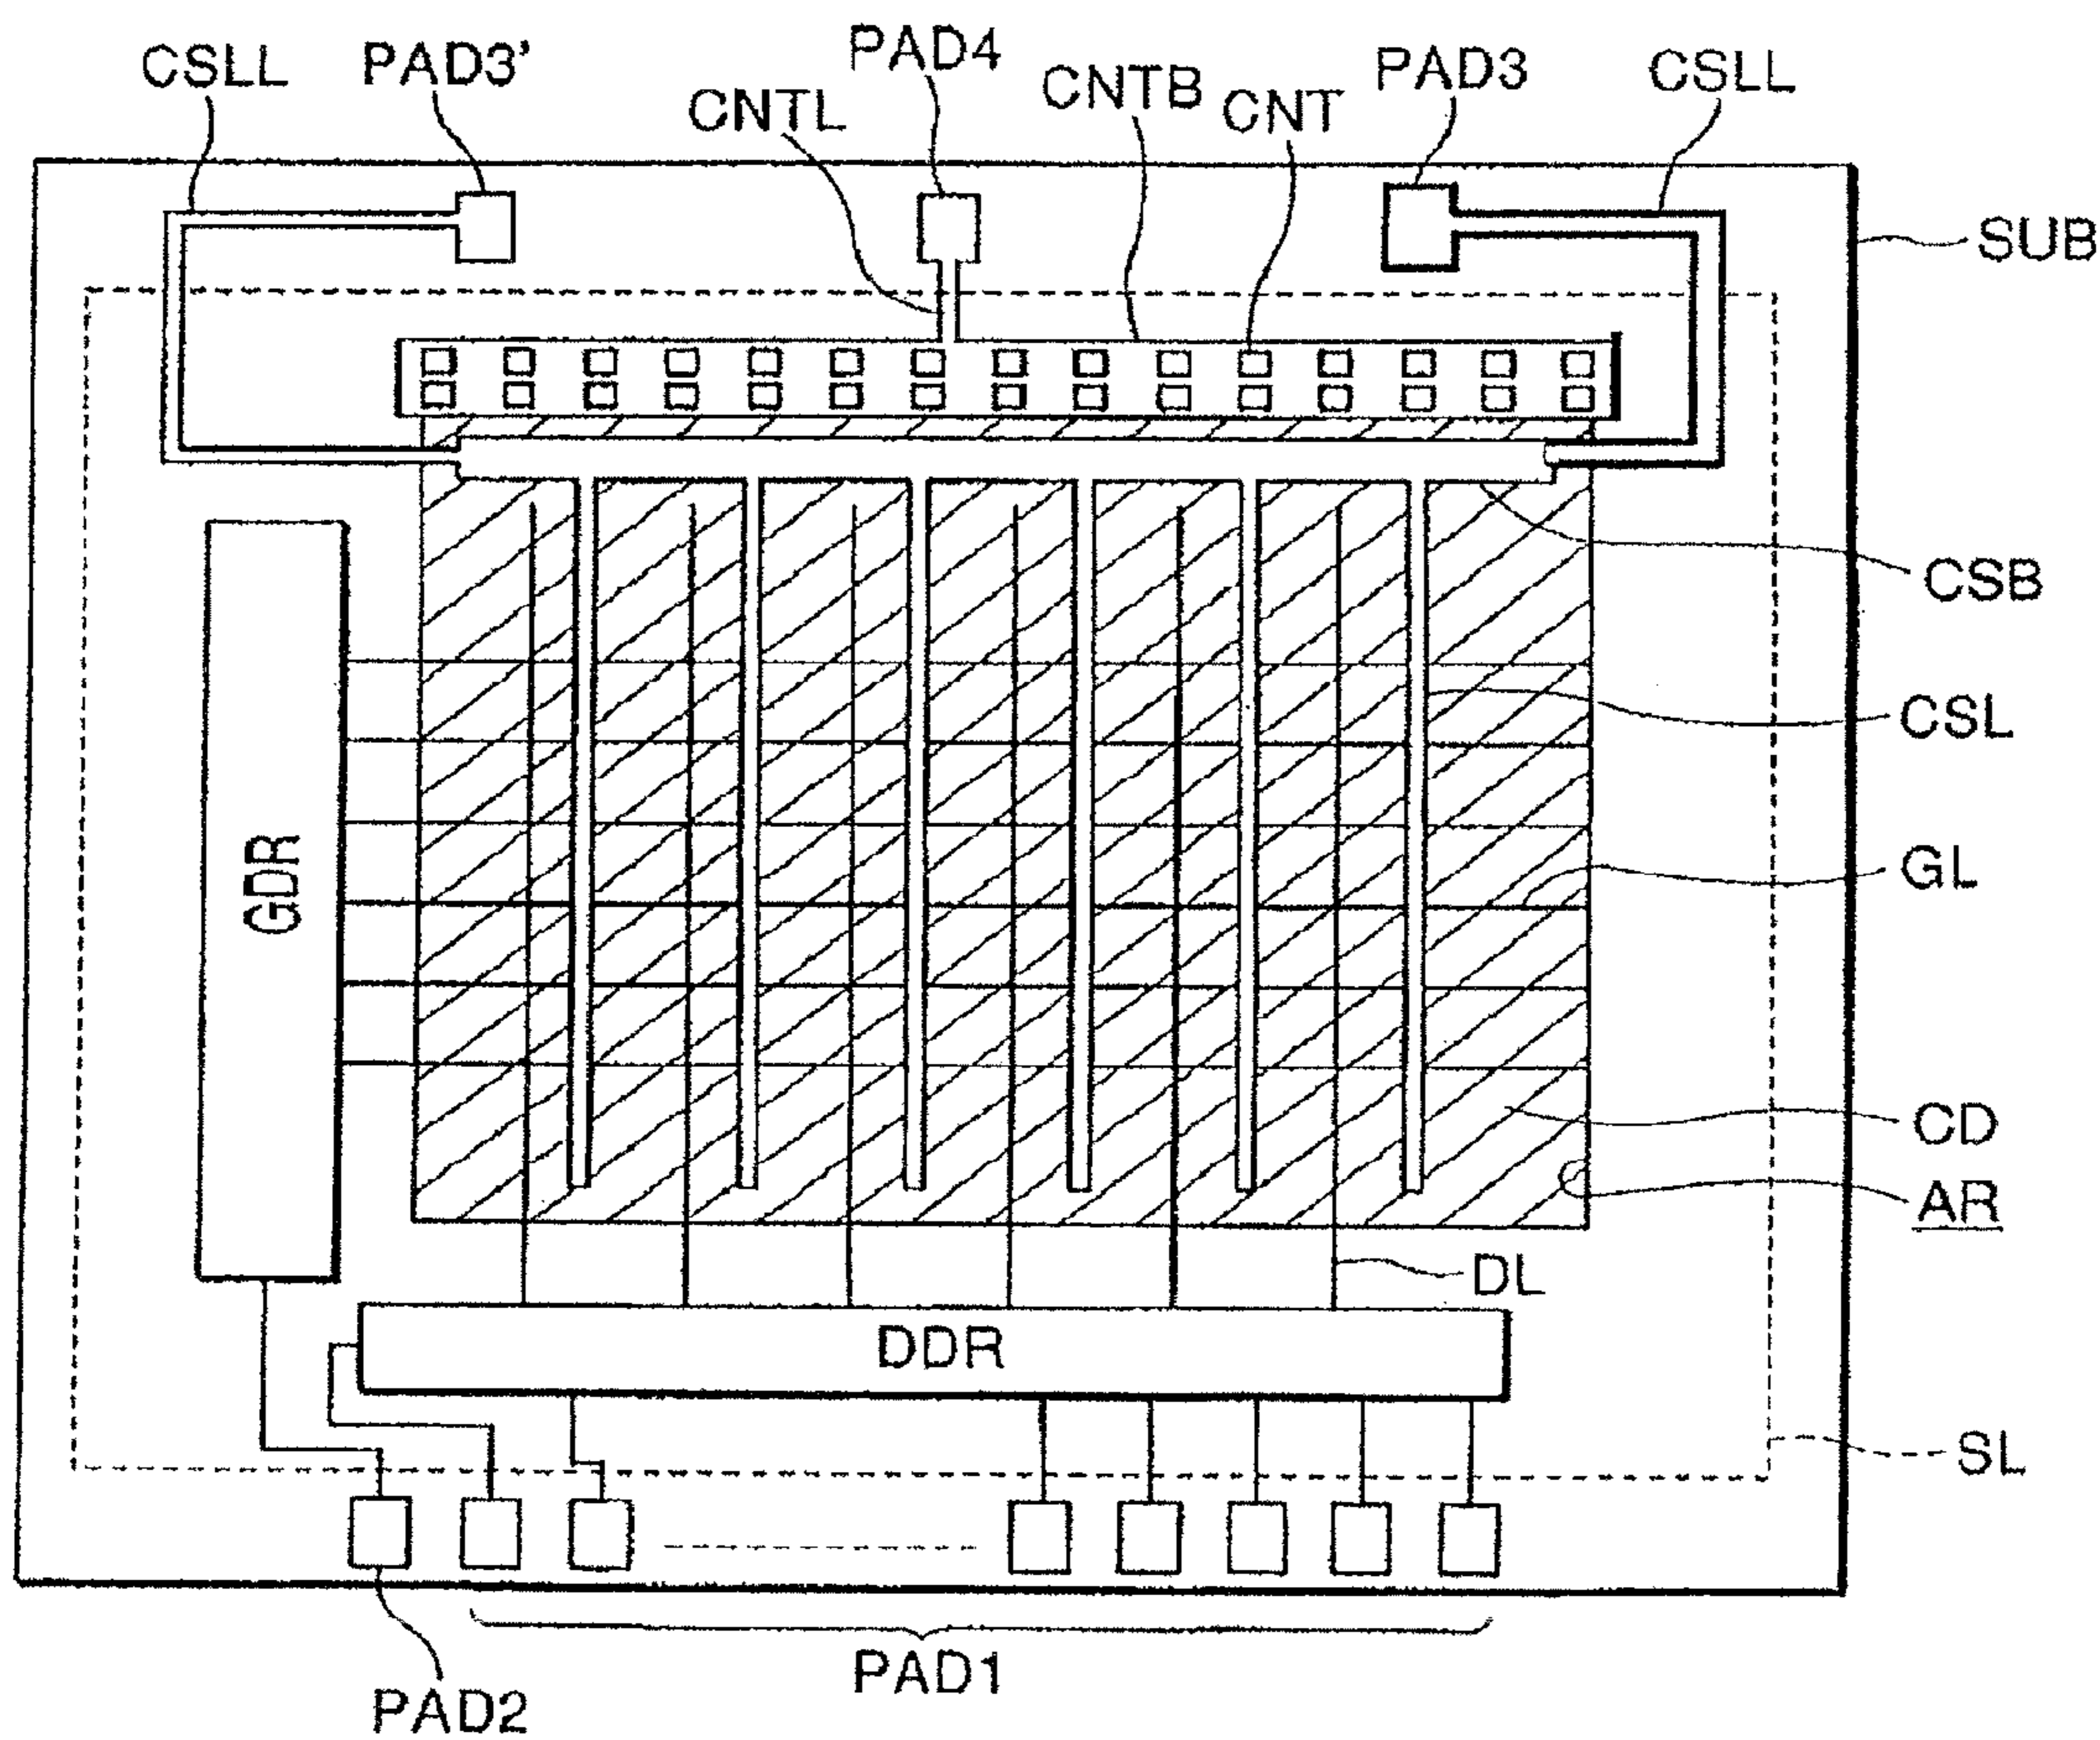 CSLL
PAD3'
PAD4
CNTL
CNTB
CNT
PAD3
CSLL
SUB
CSB
CSL
GL
GDR
CD
AR
DL
DDR
SL
PAD1
PAD2